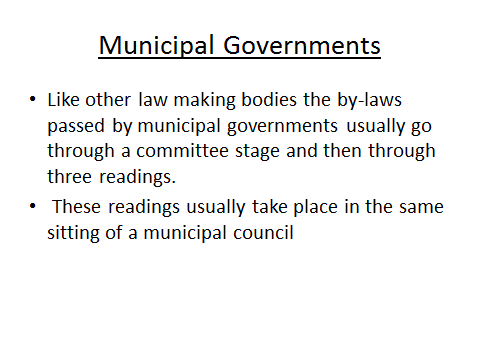 Municipal Governments
• Like other law making bodies the by-laws
passed by municipal governments usually go
through a committee stage and then through
three readings.
• These readings usually take place in the same
sitting of a municipal council